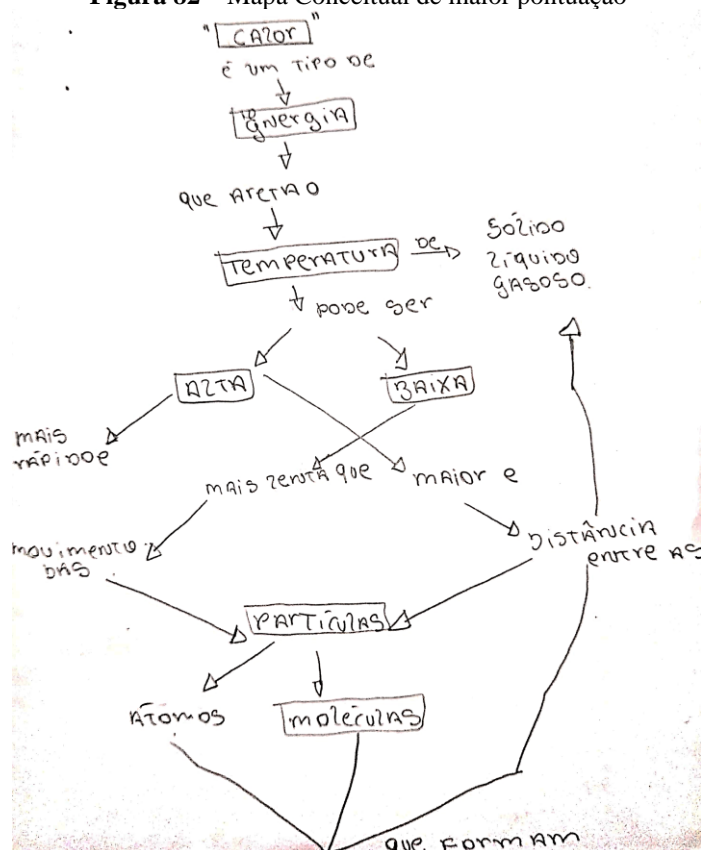 Figura 82 – Mapa Conceitual de maior pontuação
"CALOR"
é um TIPO DE
ENergiA
que AFETA O
TEMPERATURA
DE
SÓLIDO
LÍQUIDO
GASOSO.
PODE SER
ALTA
BAIXA
MAIS
RÁPIDO E
MAIS LENTA QUE
MAIOR E
MOVIMENTO
DAS
DISTÂNCIA
ENTRE AS
PARTÍCULAS
ÁTOMOS
MOLÉCULAS
QUE FORMAM